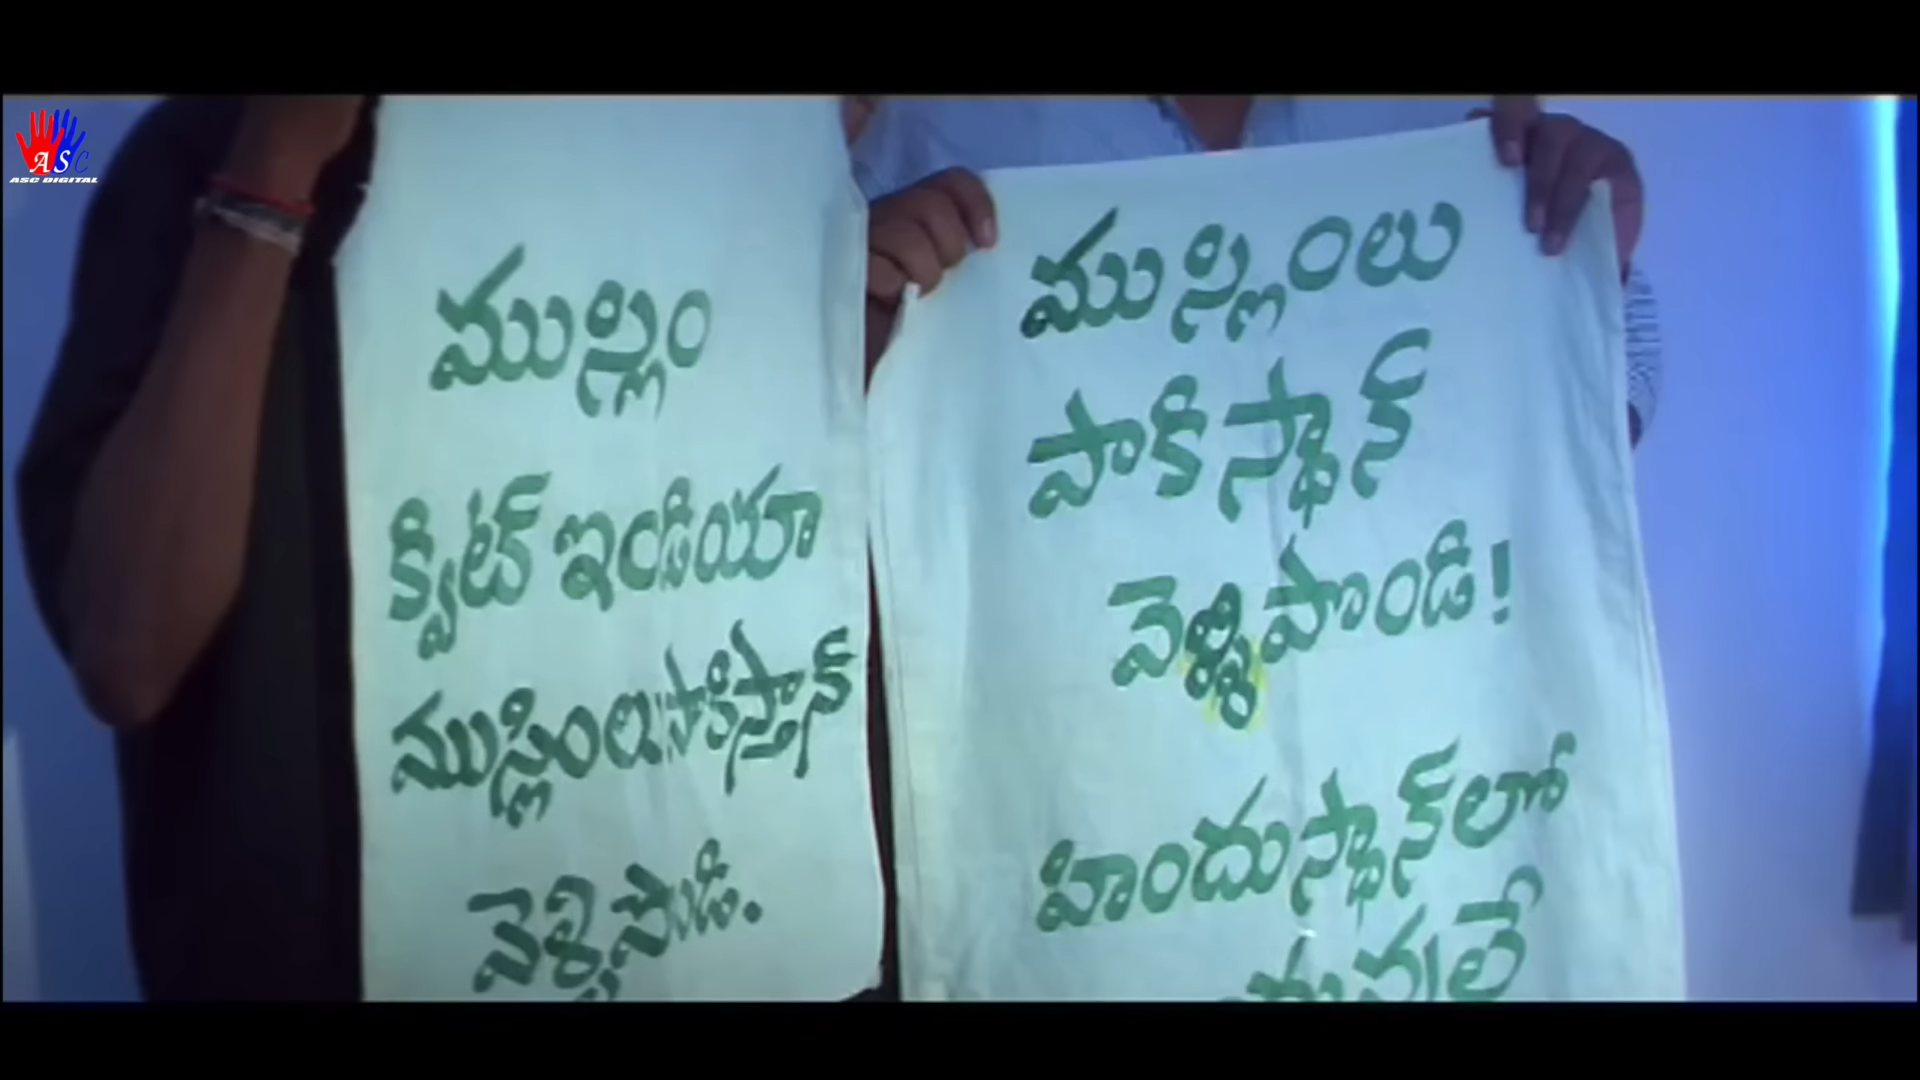 ASC
ASC DIGITAL
ముస్లిం
క్విట్ ఇండియా
ముస్లింలు పాకిస్తాన్
వెళ్ళిపొండి.
ముస్లింలు
పాకిస్థాన్
వెళ్ళిపొండి!
హిందుస్థాన్‌లో